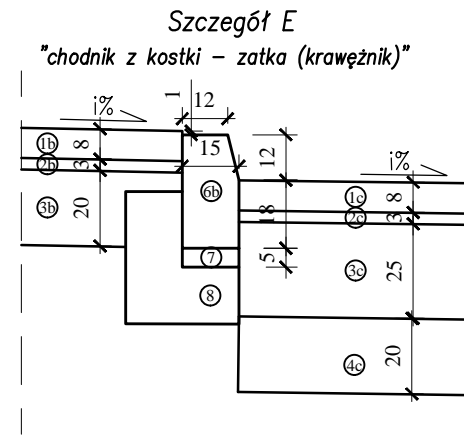 Szczegół E
"chodnik z kostki – zatka (krawężnik)"
1
12
i%
15
12
i%
1b
8
2b
3
3b
20
6b
18
1c
8
2c
3
7
5
3c
25
8
4c
20